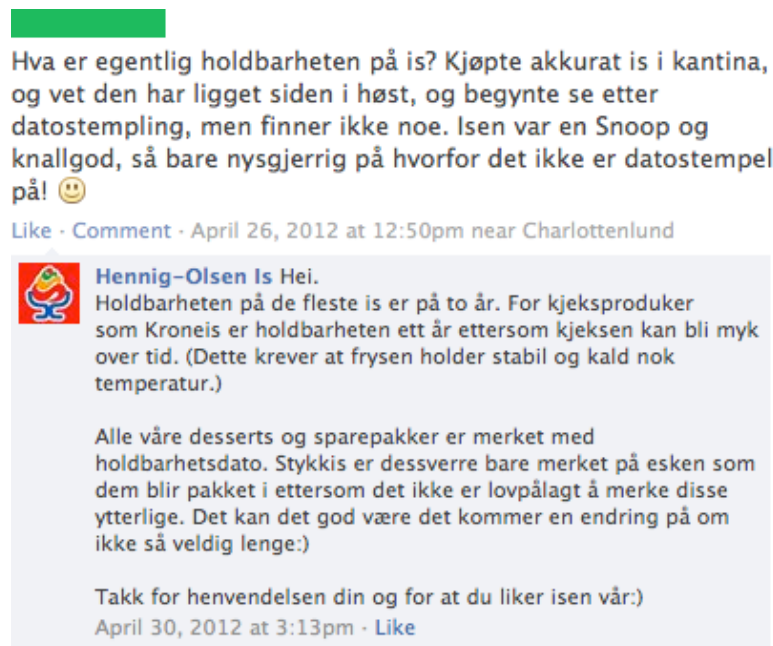 Hva er egentlig holdbarheten på is? Kjøpte akkurat is i kantina,
og vet den har ligget siden i høst, og begynte se etter
datostempling, men finner ikke noe. Isen var en Snoop og
knallgod, så bare nysgjerrig på hvorfor det ikke er datostempel
på! 🙂
Like · Comment · April 26, 2012 at 12:50pm near Charlottenlund
Hennig-Olsen Is Hei.
Holdbarheten på de fleste is er på to år. For kjeksproduker
som Kroneis er holdbarheten ett år ettersom kjeksen kan bli myk
over tid. (Dette krever at frysen holder stabil og kald nok
temperatur.)
Alle våre desserts og sparepakker er merket med
holdbarhetsdato. Stykkis er dessverre bare merket på esken som
dem blir pakket i ettersom det ikke er lovpålagt å merke disse
ytterlige. Det kan det god være det kommer en endring på om
ikke så veldig lenge:)
Takk for henvendelsen din og for at du liker isen vår:)
April 30, 2012 at 3:13pm · Like